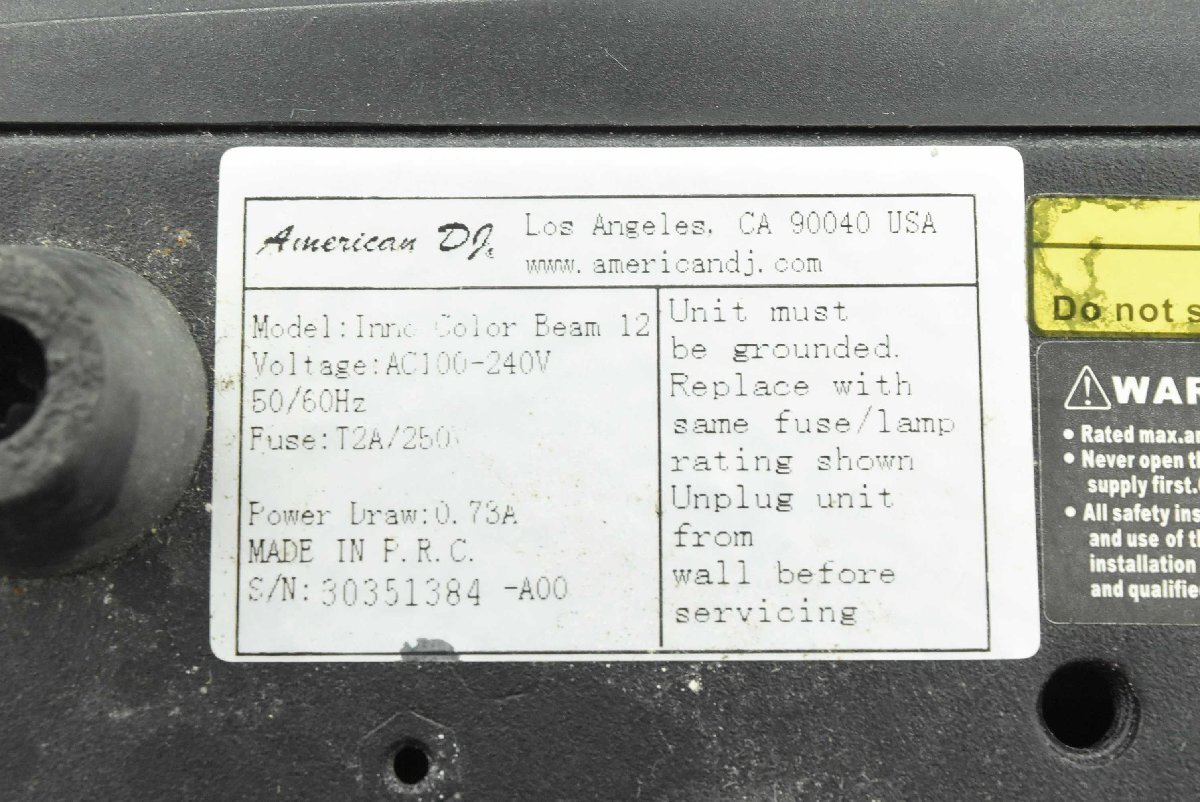 American DJ® Los Angeles, CA 90040 USA
www.americandj.com
Model:Inno Color Beam 12
Voltage:AC100-240V
50/60Hz
Fuse:T2A/250V
Power Draw:0.73A
MADE IN P.R.C.
S/N:30351384 -A00
Unit must
be grounded.
Replace with
same fuse/lamp
rating shown
Unplug unit
from
wall before
servicing
Do not
WAR
• Rated max.
• Never open
supply first.
• All safety
and use of
installation
and